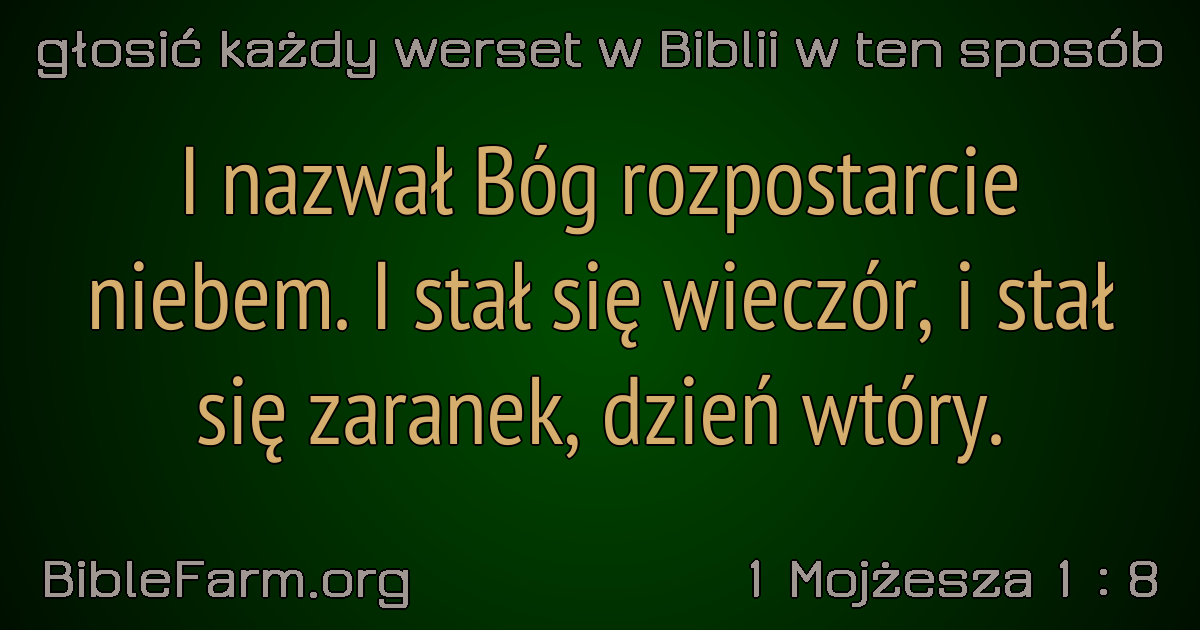 głosić każdy werset w Biblii w ten sposób
I nazwał Bóg rozpostarcie
niebem. I stał się wieczór, i stał
się zaranek, dzień wtóry.
BibleFarm.org
1 Mojżesza 1 : 8